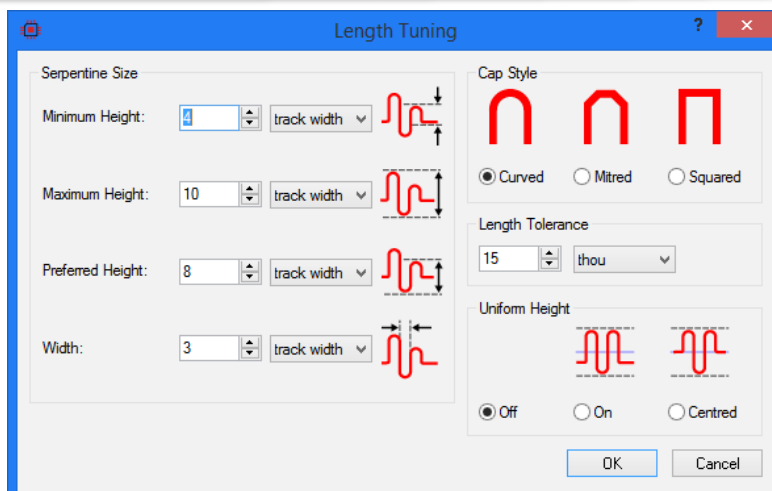 Length Tuning
?
×
Serpentine Size
Minimum Height:
4
track width
Maximum Height:
10
track width
Preferred Height:
8
track width
Width:
3
track width
Cap Style
Curved
Mitred
Squared
Length Tolerance
15
thou
Uniform Height
Off
On
Centred
OK
Cancel